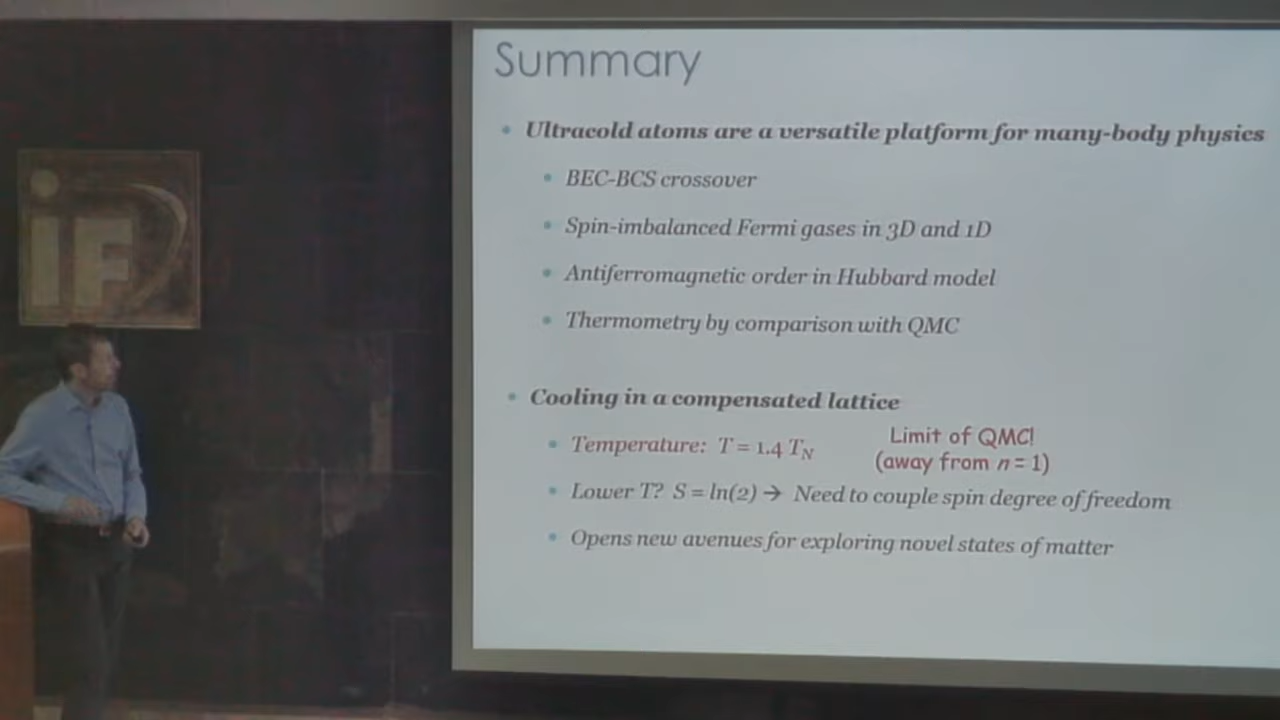 Summary
• Ultracold atoms are a versatile platform for many-body physics
• BEC-BCS crossover
• Spin-imbalanced Fermi gases in 3D and 1D
• Antiferromagnetic order in Hubbard model
• Thermometry by comparison with QMC
• Cooling in a compensated lattice
• Temperature: T = 1.4 T_N
Limit of QMC!
(away from n = 1)
• Lower T? S = ln(2) → Need to couple spin degree of freedom
• Opens new avenues for exploring novel states of matter
iF